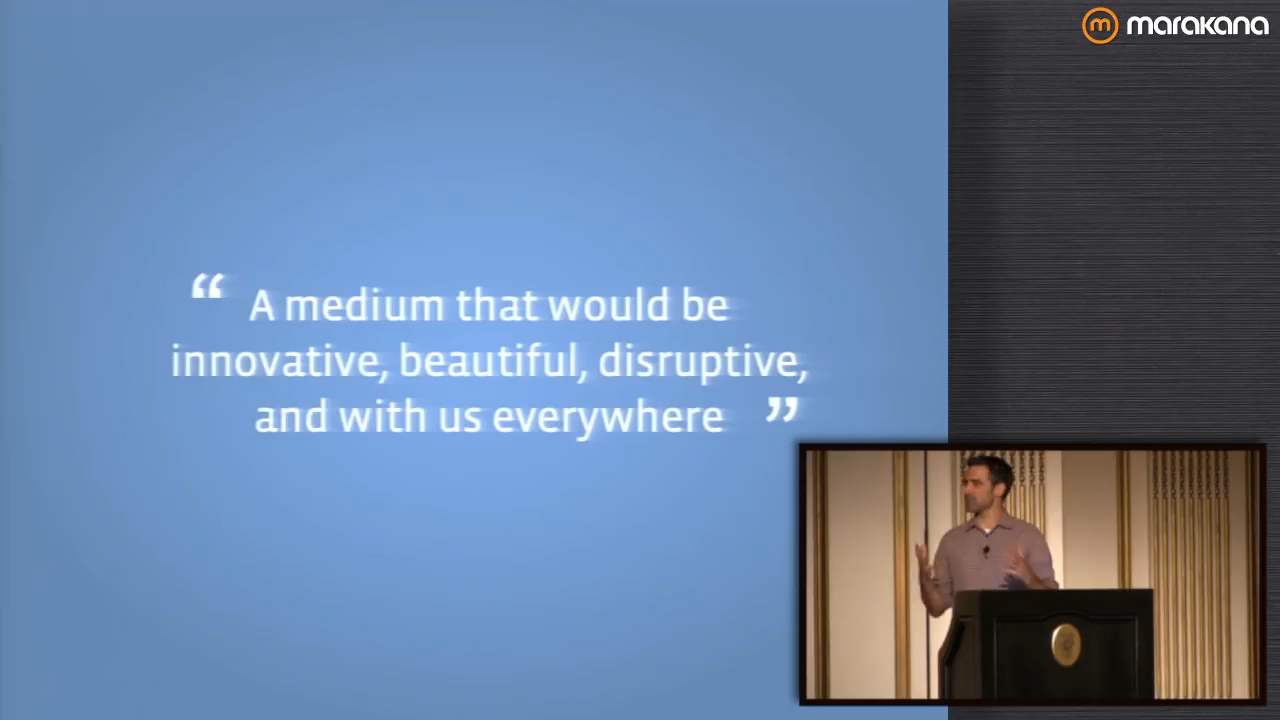 marakana
“ A medium that would be
innovative, beautiful, disruptive,
and with us everywhere ”